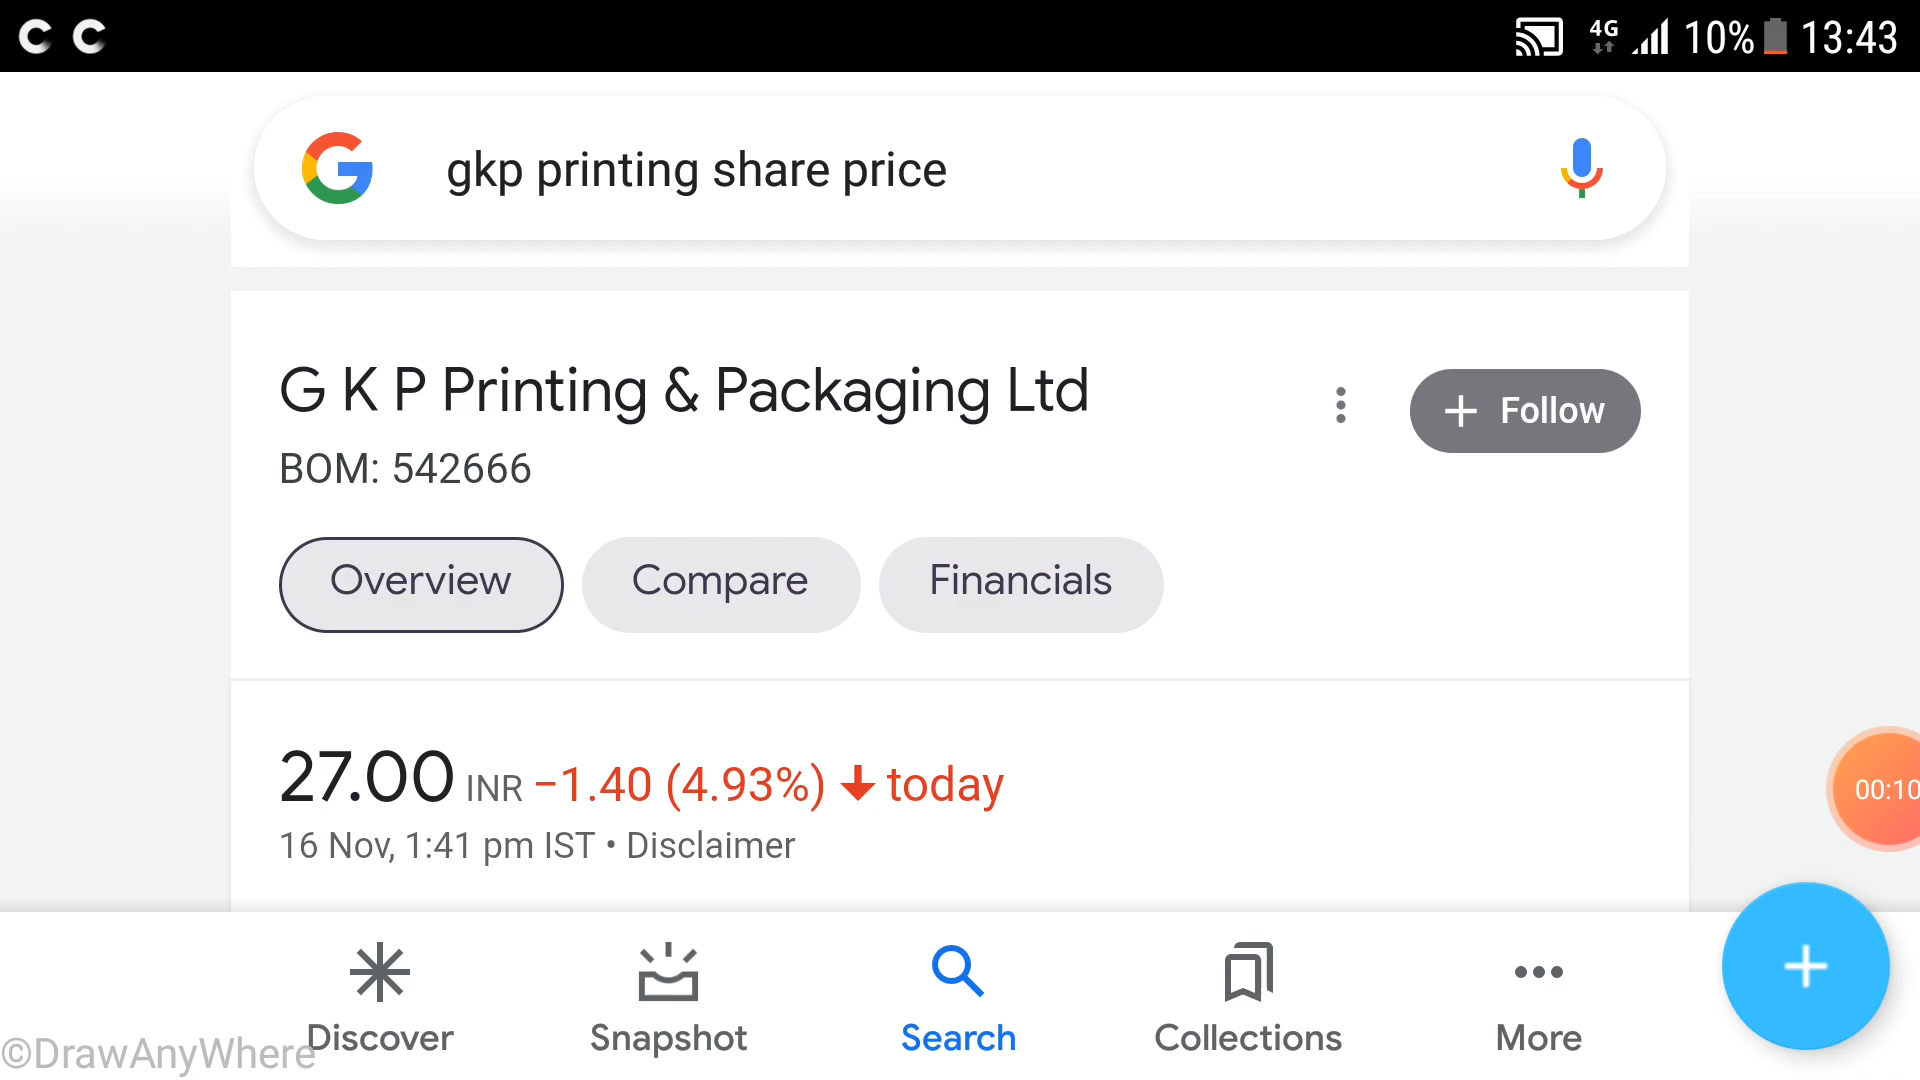 4G 10% 13:43
gkp printing share price
G K P Printing & Packaging Ltd
+ Follow
BOM: 542666
Overview Compare Financials
27.00 INR −1.40 (4.93%) ↓ today
16 Nov, 1:41 pm IST • Disclaimer
00:10
Discover Snapshot Search Collections More
©DrawAnyWhere